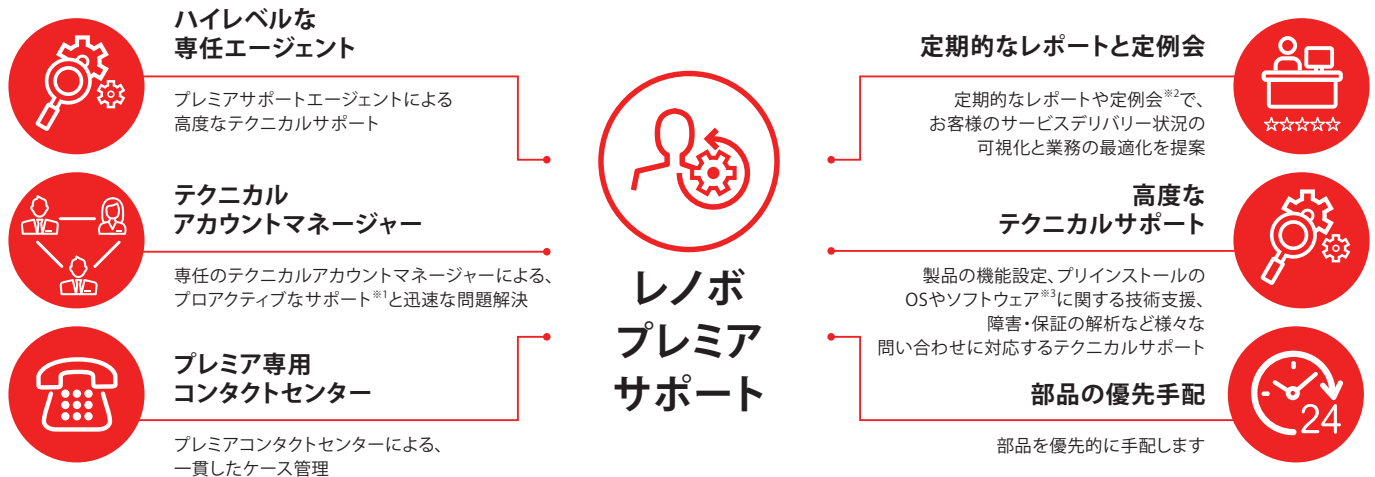 ハイレベルな
専任エージェント
プレミアサポートエージェントによる
高度なテクニカルサポート
テクニカル
アカウントマネージャー
専任のテクニカルアカウントマネージャーによる、
プロアクティブなサポート※1と迅速な問題解決
プレミア専用
コンタクトセンター
プレミアコンタクトセンターによる、
一貫したケース管理
レノボ
プレミア
サポート
定期的なレポートと定例会
定期的なレポートや定例会※2で、
お客様のサービスデリバリー状況の
可視化と業務の最適化を提案
高度な
テクニカルサポート
製品の機能設定、プリインストールの
OSやソフトウェア※3に関する技術支援、
障害・保証の解析など様々な
問い合わせに対応するテクニカルサポート
部品の優先手配
部品を優先的に手配します
24